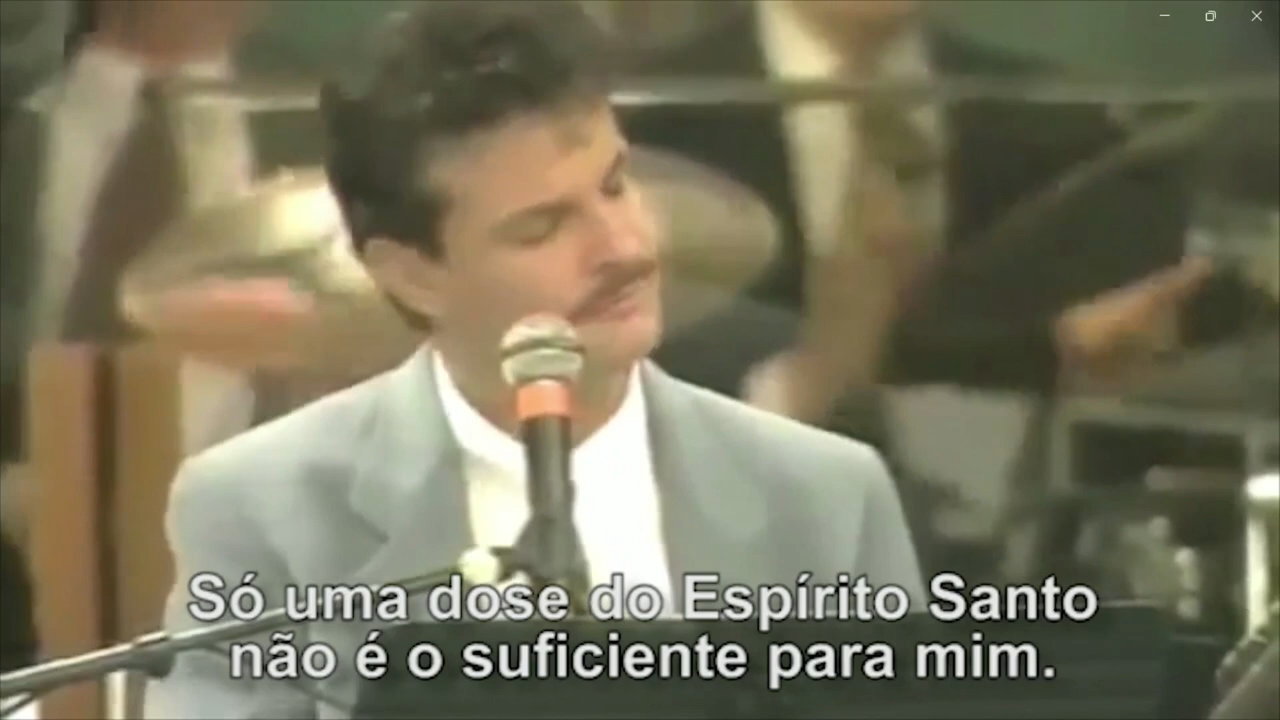 Só uma dose do Espírito Santo
não é o suficiente para mim.